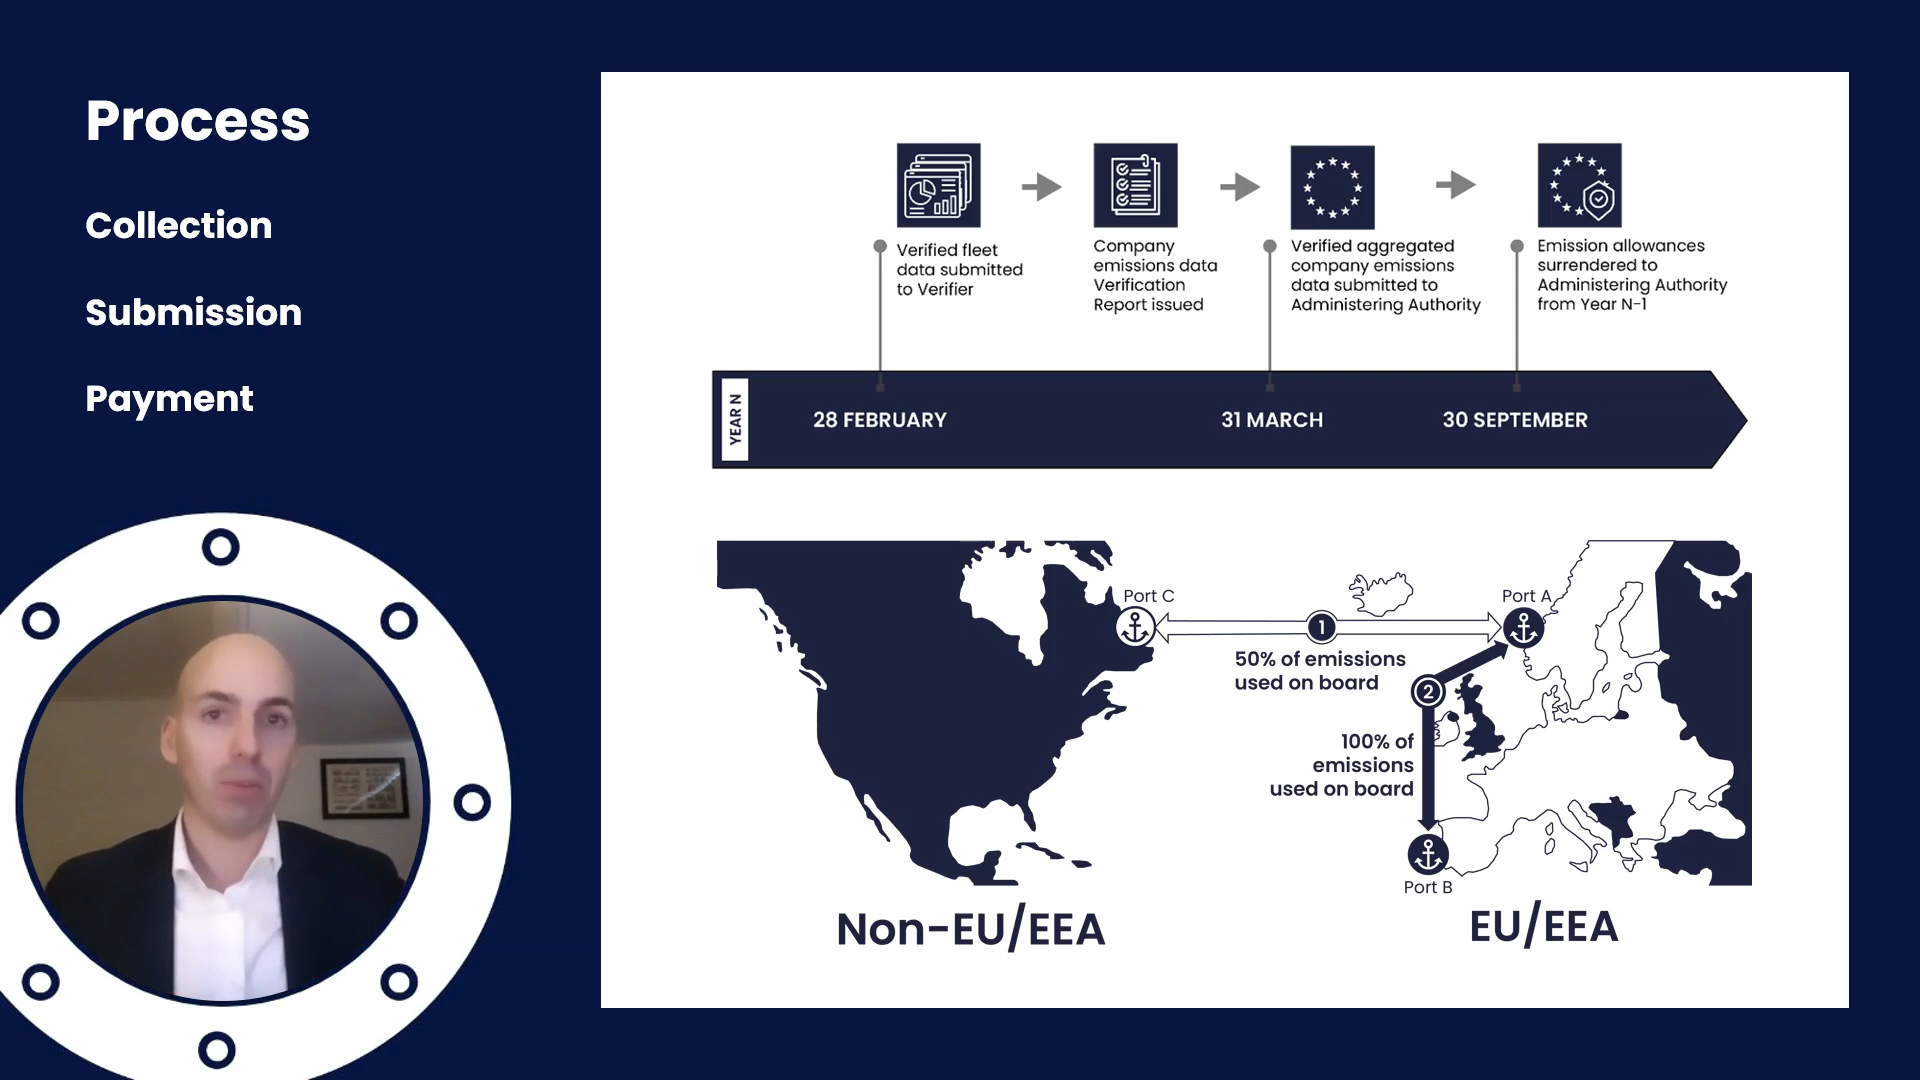 Process
Collection
Submission
Payment
Verified fleet
data submitted
to Verifier
Company
emissions data
Verification
Report issued
Verified aggregated
company emissions
data submitted to
Administering Authority
Emission allowances
surrendered to
Administering Authority
from Year N-1
YEAR N
28 FEBRUARY
31 MARCH
30 SEPTEMBER
Port C
Port A
1
50% of emissions
used on board
2
100% of
emissions
used on board
Port B
Non-EU/EEA
EU/EEA